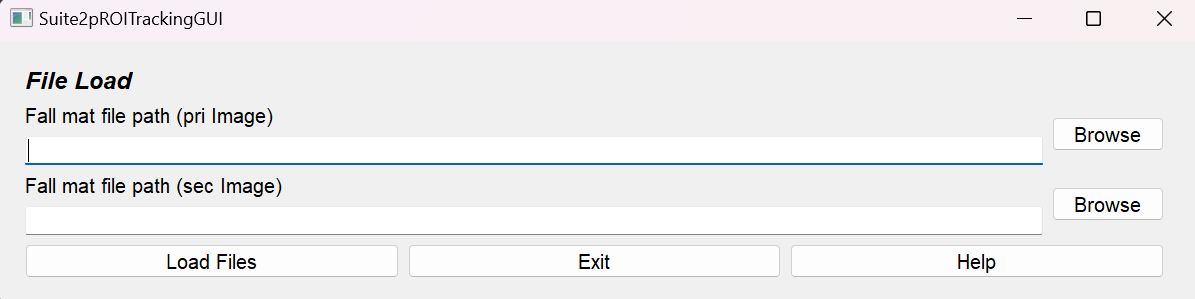 Suite2pROITrackingGUI
File Load
Fall mat file path (pri Image)
Browse
Fall mat file path (sec Image)
Browse
Load Files Exit Help